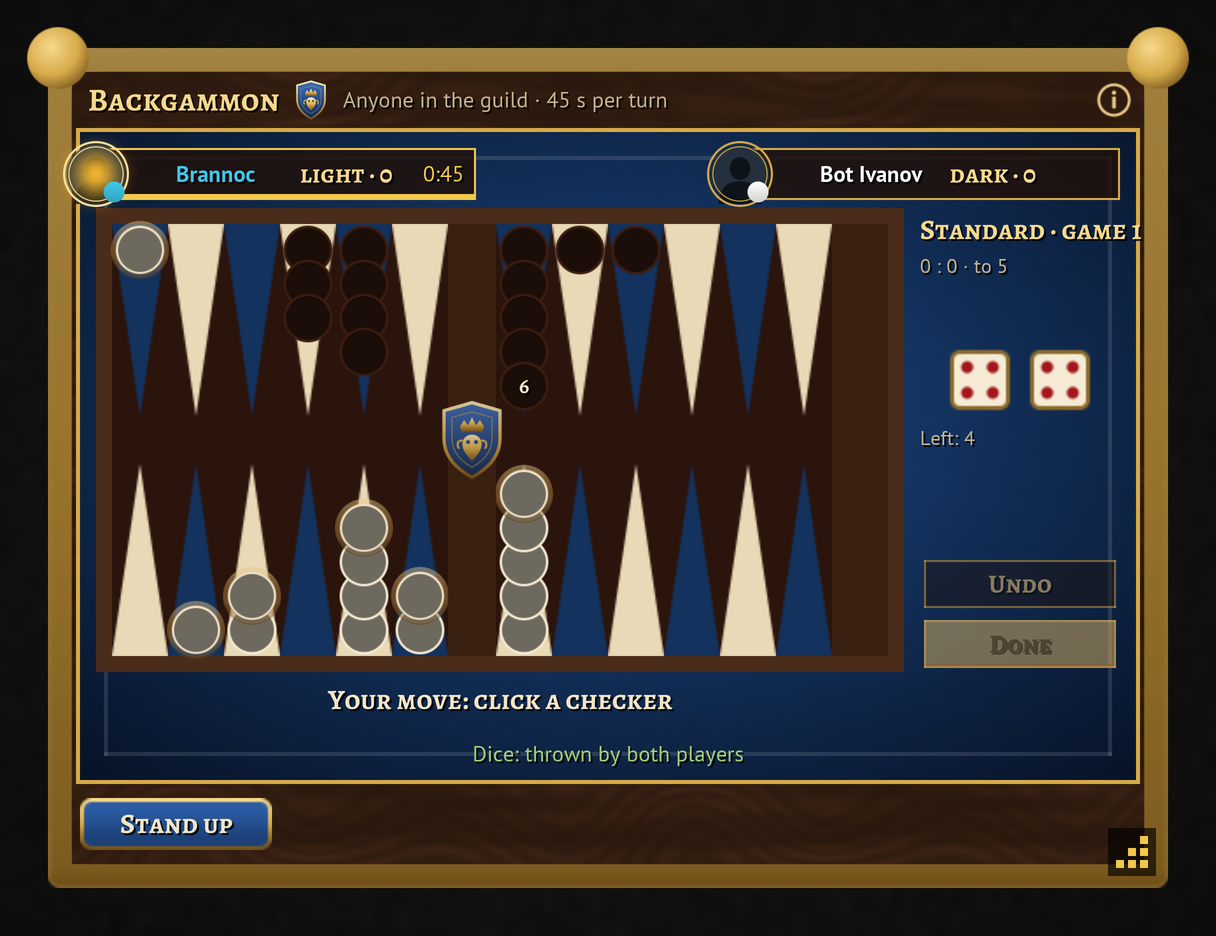 Backgammon
Anyone in the guild · 45 s per turn
Brannoc
LIGHT · 0
0:45
Bot Ivanov
DARK · 0
Standard · game 1
0 : 0 · to 5
6
Left: 4
Undo
Done
Your move: click a checker
Dice: thrown by both players
Stand up